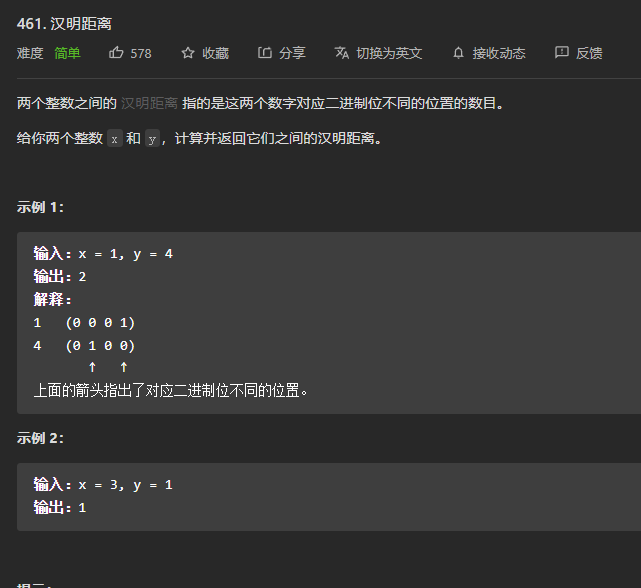 461. 汉明距离
难度 简单 578 收藏 分享 切换为英文 接收动态 反馈
两个整数之间的 汉明距离 指的是这两个数字对应二进制位不同的位置的数目。
给你两个整数 x 和 y，计算并返回它们之间的汉明距离。
示例 1：
输入：x = 1, y = 4
输出：2
解释：
1 (0 0 0 1)
4 (0 1 0 0)
↑ ↑
上面的箭头指出了对应二进制位不同的位置。
示例 2：
输入：x = 3, y = 1
输出：1